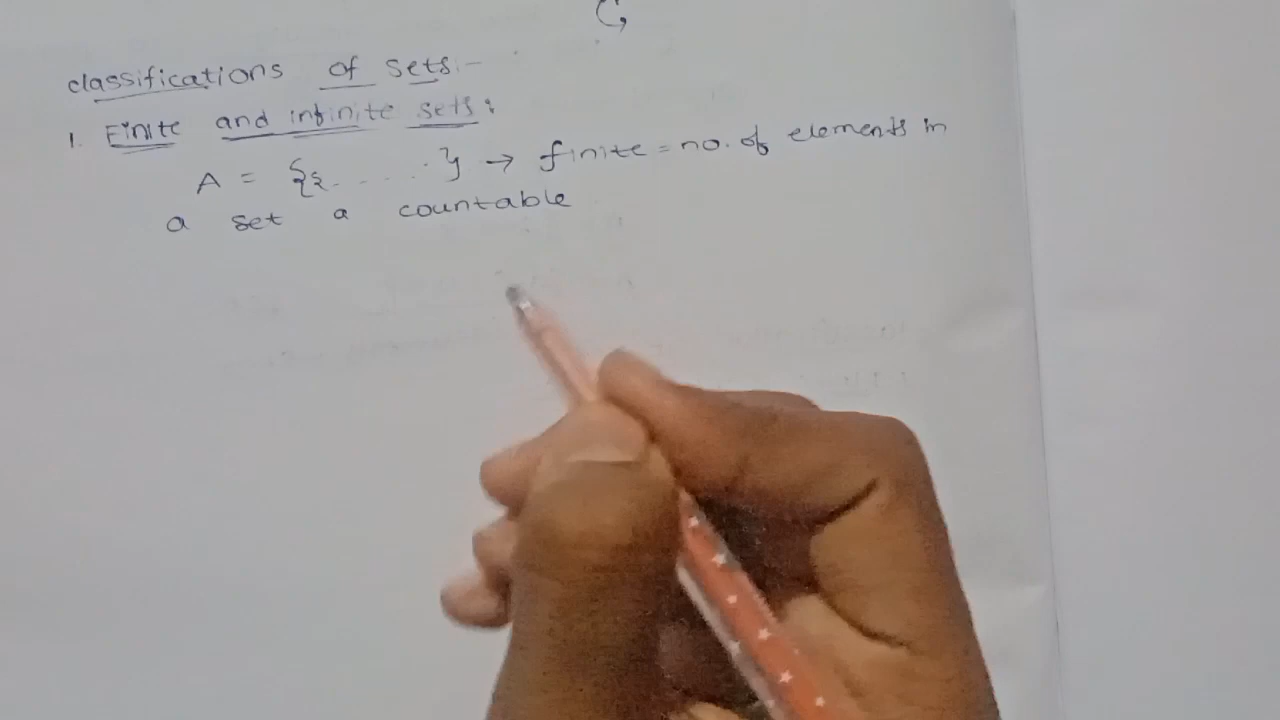 classifications of sets:-
1. Finite and infinite sets:
A = {{ ....... } → finite = no. of elements in
a set a countable